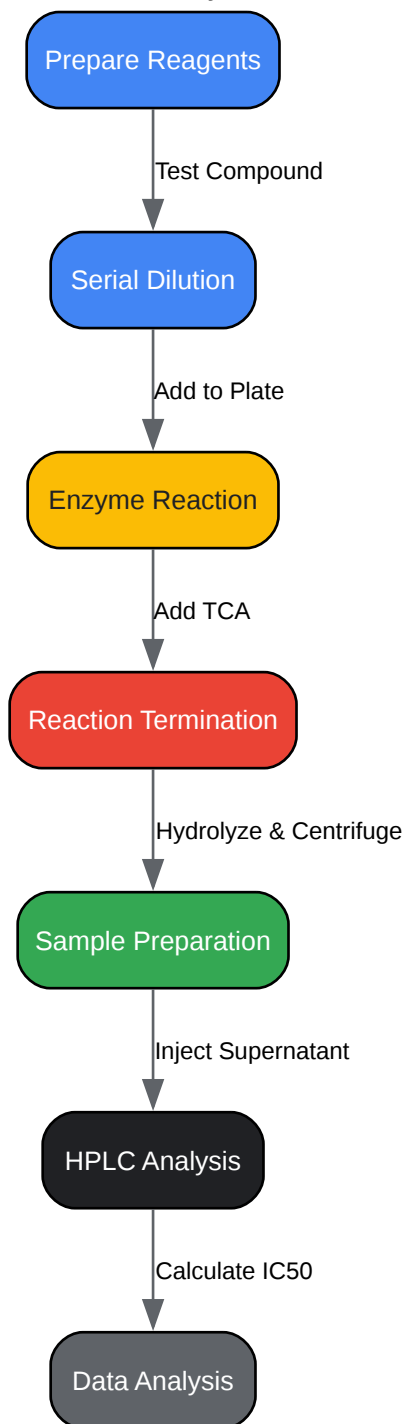 Prepare Reagents
Test Compound
Serial Dilution
Add to Plate
Enzyme Reaction
Add TCA
Reaction Termination
Hydrolyze & Centrifuge
Sample Preparation
Inject Supernatant
HPLC Analysis
Calculate IC50
Data Analysis